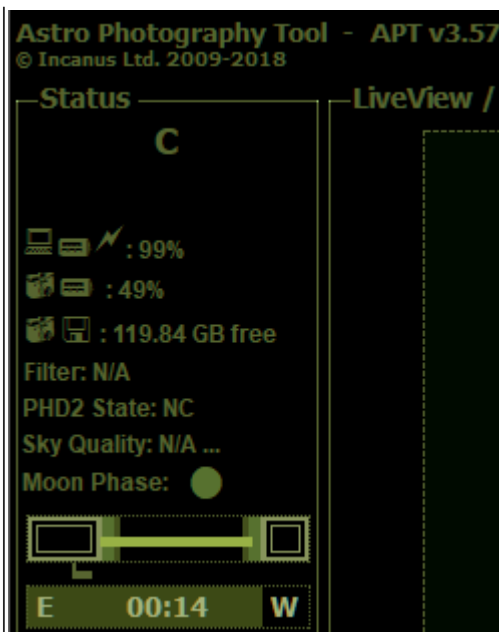 Astro Photography Tool - APT v3.57
© Incanus Ltd. 2009-2018
Status
LiveView /
C
: 99%
: 49%
: 119.84 GB free
Filter: N/A
PHD2 State: NC
Sky Quality: N/A ...
Moon Phase:
E 00:14 W